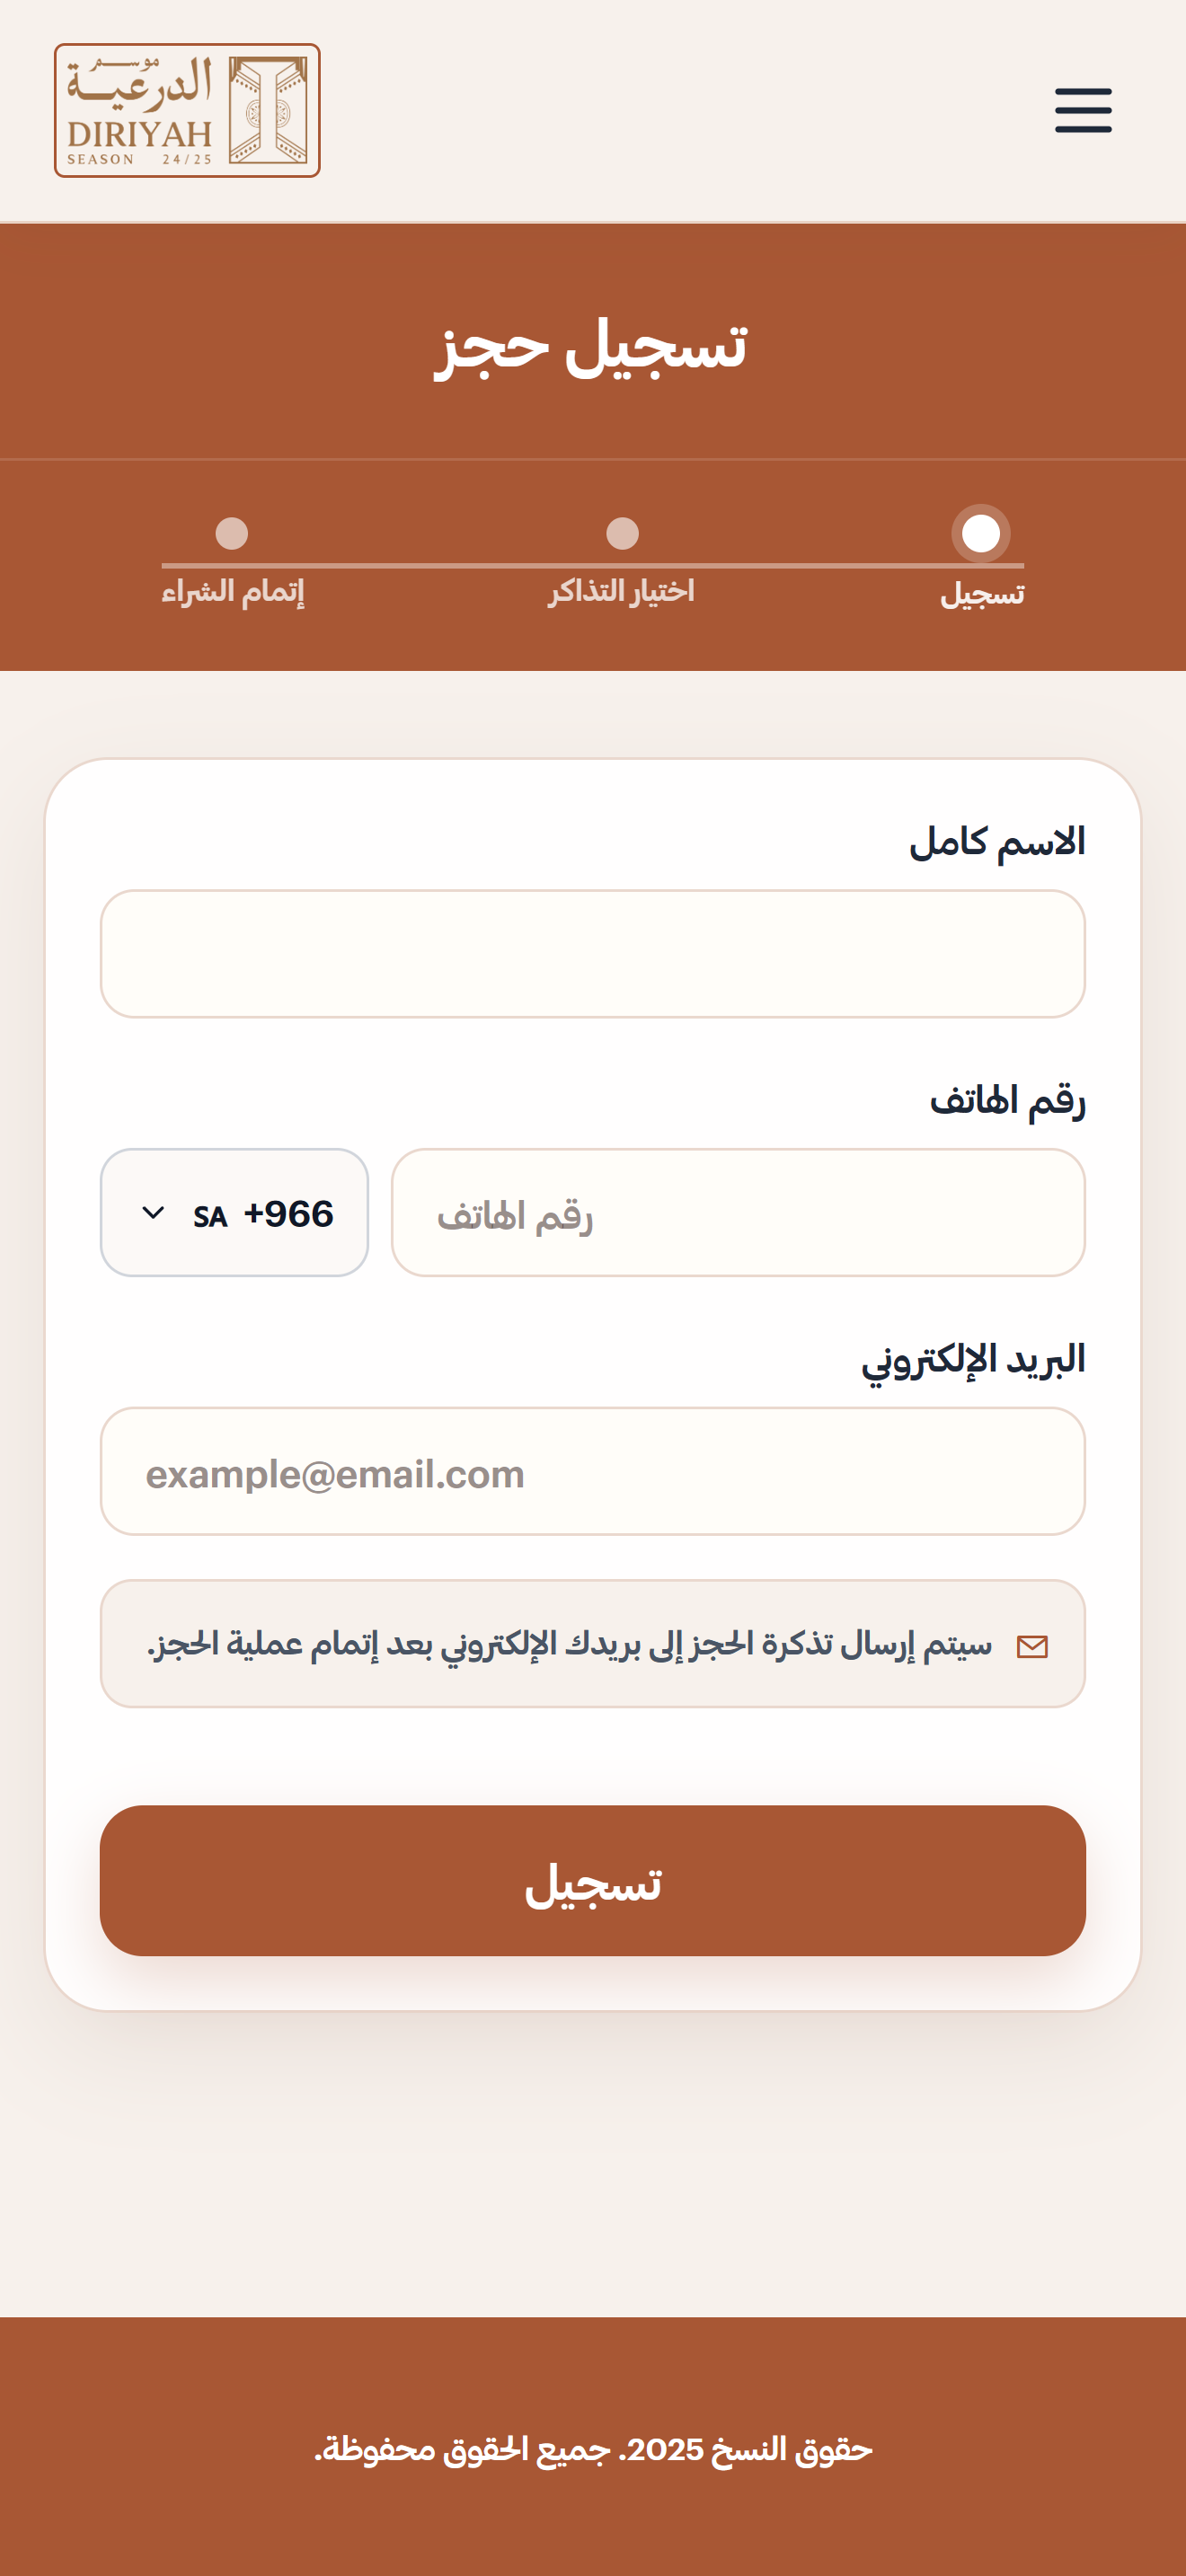 موسم
الدرعية
DIRIYAH
SEASON 24/25
تسجيل حجز
تسجيل
اختيار التذاكر
إتمام الشراء
الاسم كامل
رقم الهاتف
رقم الهاتف
+966 SA
البريد الإلكتروني
example@email.com
سيتم إرسال تذكرة الحجز إلى بريدك الإلكتروني بعد إتمام عملية الحجز.
تسجيل
حقوق النسخ 2025. جميع الحقوق محفوظة.